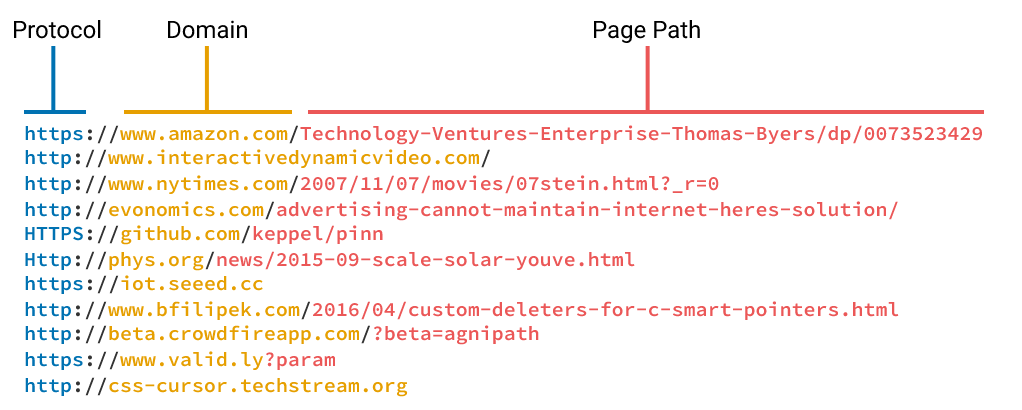 Protocol Domain Page Path
https://www.amazon.com/Technology-Ventures-Enterprise-Thomas-Byers/dp/0073523429
http://www.interactivedynamicvideo.com/
http://www.nytimes.com/2007/11/07/movies/07stein.html?_r=0
http://evonomics.com/advertising-cannot-maintain-internet-heres-solution/
HTTPS://github.com/keppel/pinn
Http://phys.org/news/2015-09-scale-solar-youve.html
https://iot.seeed.cc
http://www.bfilipek.com/2016/04/custom-deleters-for-c-smart-pointers.html
http://beta.crowdfireapp.com/?beta=agnipath
https://www.valid.ly?param
http://css-cursor.techstream.org